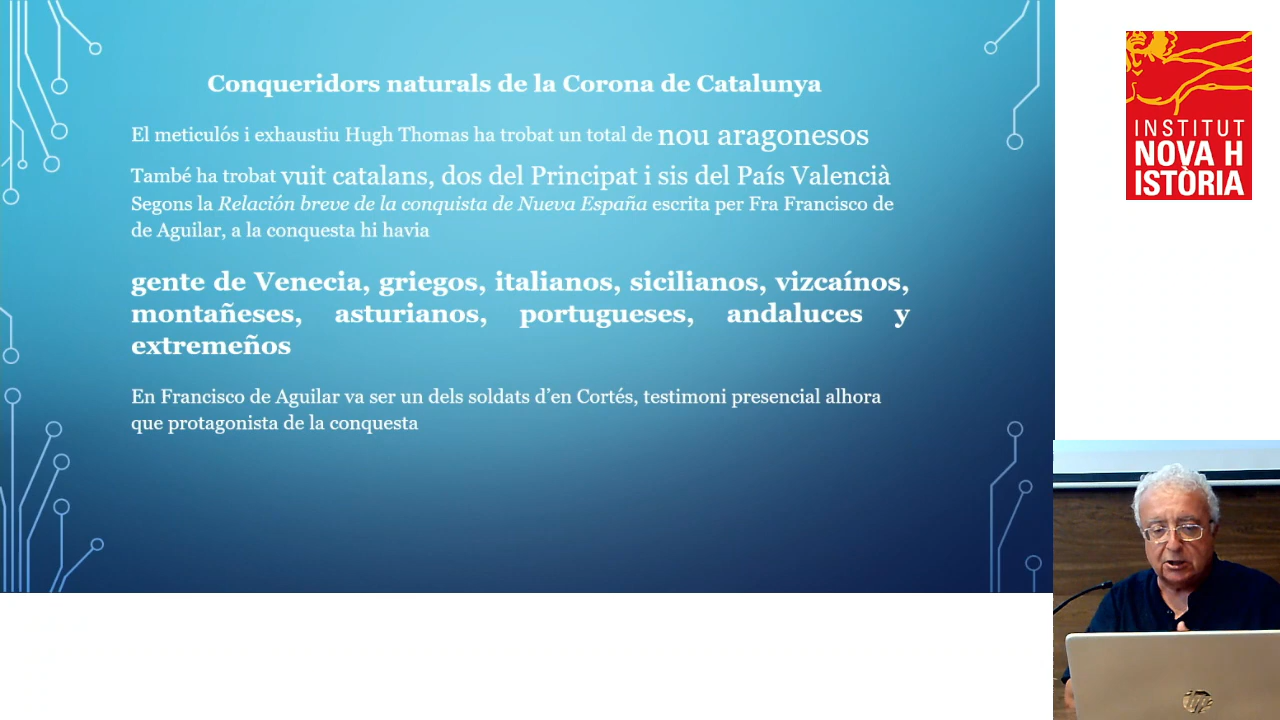 Conqueridors naturals de la Corona de Catalunya
El meticulós i exhaustiu Hugh Thomas ha trobat un total de nou aragonesos
També ha trobat vuit catalans, dos del Principat i sis del País Valencià
Segons la Relación breve de la conquista de Nueva España escrita per Fra Francisco de
de Aguilar, a la conquesta hi havia
gente de Venecia, griegos, italianos, sicilianos, vizcaínos,
montañeses, asturianos, portugueses, andaluces y
extremeños
En Francisco de Aguilar va ser un dels soldats d’en Cortés, testimoni presencial alhora
que protagonista de la conquesta
INSTITUT
NOVA H
ISTÒRIA
hp